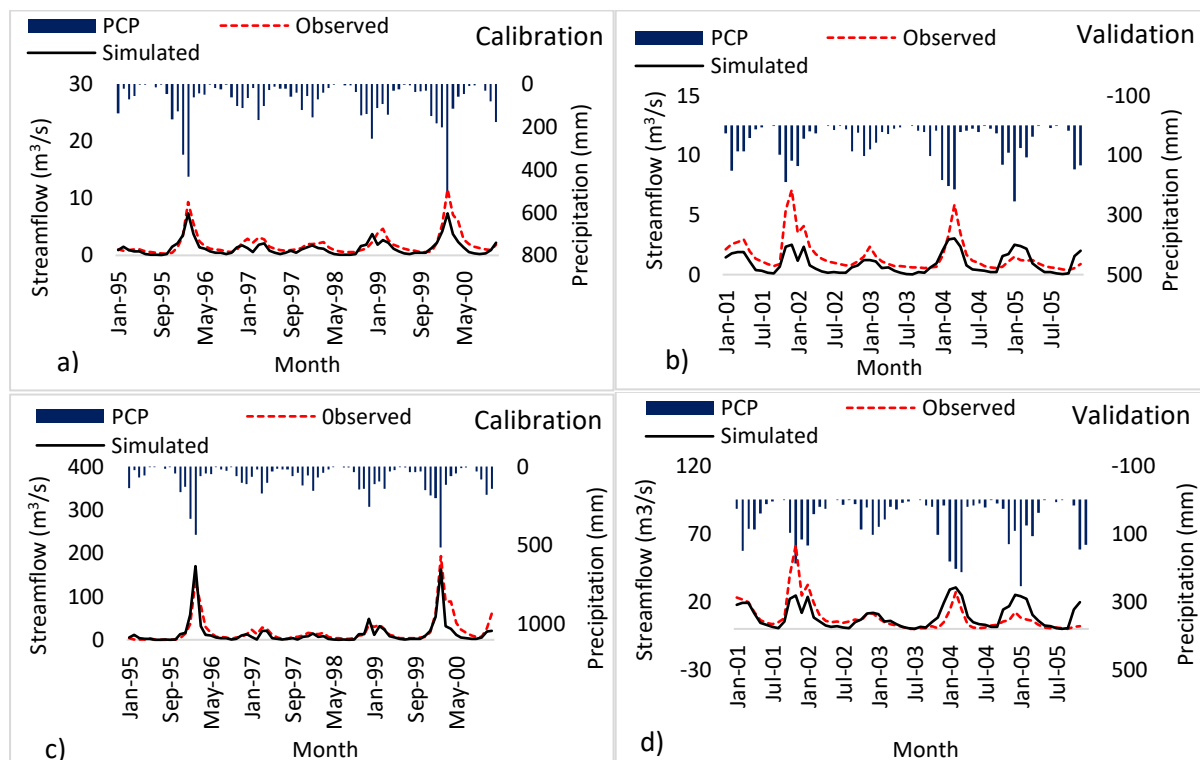 PCP
Observed
Calibration
Simulated
30
20
10
0
0
200
400
600
800
Streamflow (m³/s)
Precipitation (mm)
Jan-95
Sep-95
May-96
Jan-97
Sep-97
May-98
Jan-99
Sep-99
May-00
Month
a)
PCP
Observed
Validation
Simulated
15
10
5
0
-100
100
300
500
Streamflow (m³/s)
Precipitation (mm)
Jan-01
Jul-01
Jan-02
Jul-02
Jan-03
Jul-03
Jan-04
Jul-04
Jan-05
Jul-05
Month
b)
PCP
0bserved
Calibration
Simulated
400
300
200
100
0
0
500
1000
Streamflow (m³/s)
Precipitation (mm)
Jan-95
Sep-95
May-96
Jan-97
Sep-97
May-98
Jan-99
Sep-99
May-00
Month
c)
PCP
Observed
Validation
Simulated
120
70
20
-30
-100
100
300
500
Streamflow (m3/s)
Precipitation (mm)
Jan-01
Jul-01
Jan-02
Jul-02
Jan-03
Jul-03
Jan-04
Jul-04
Jan-05
Jul-05
Month
d)